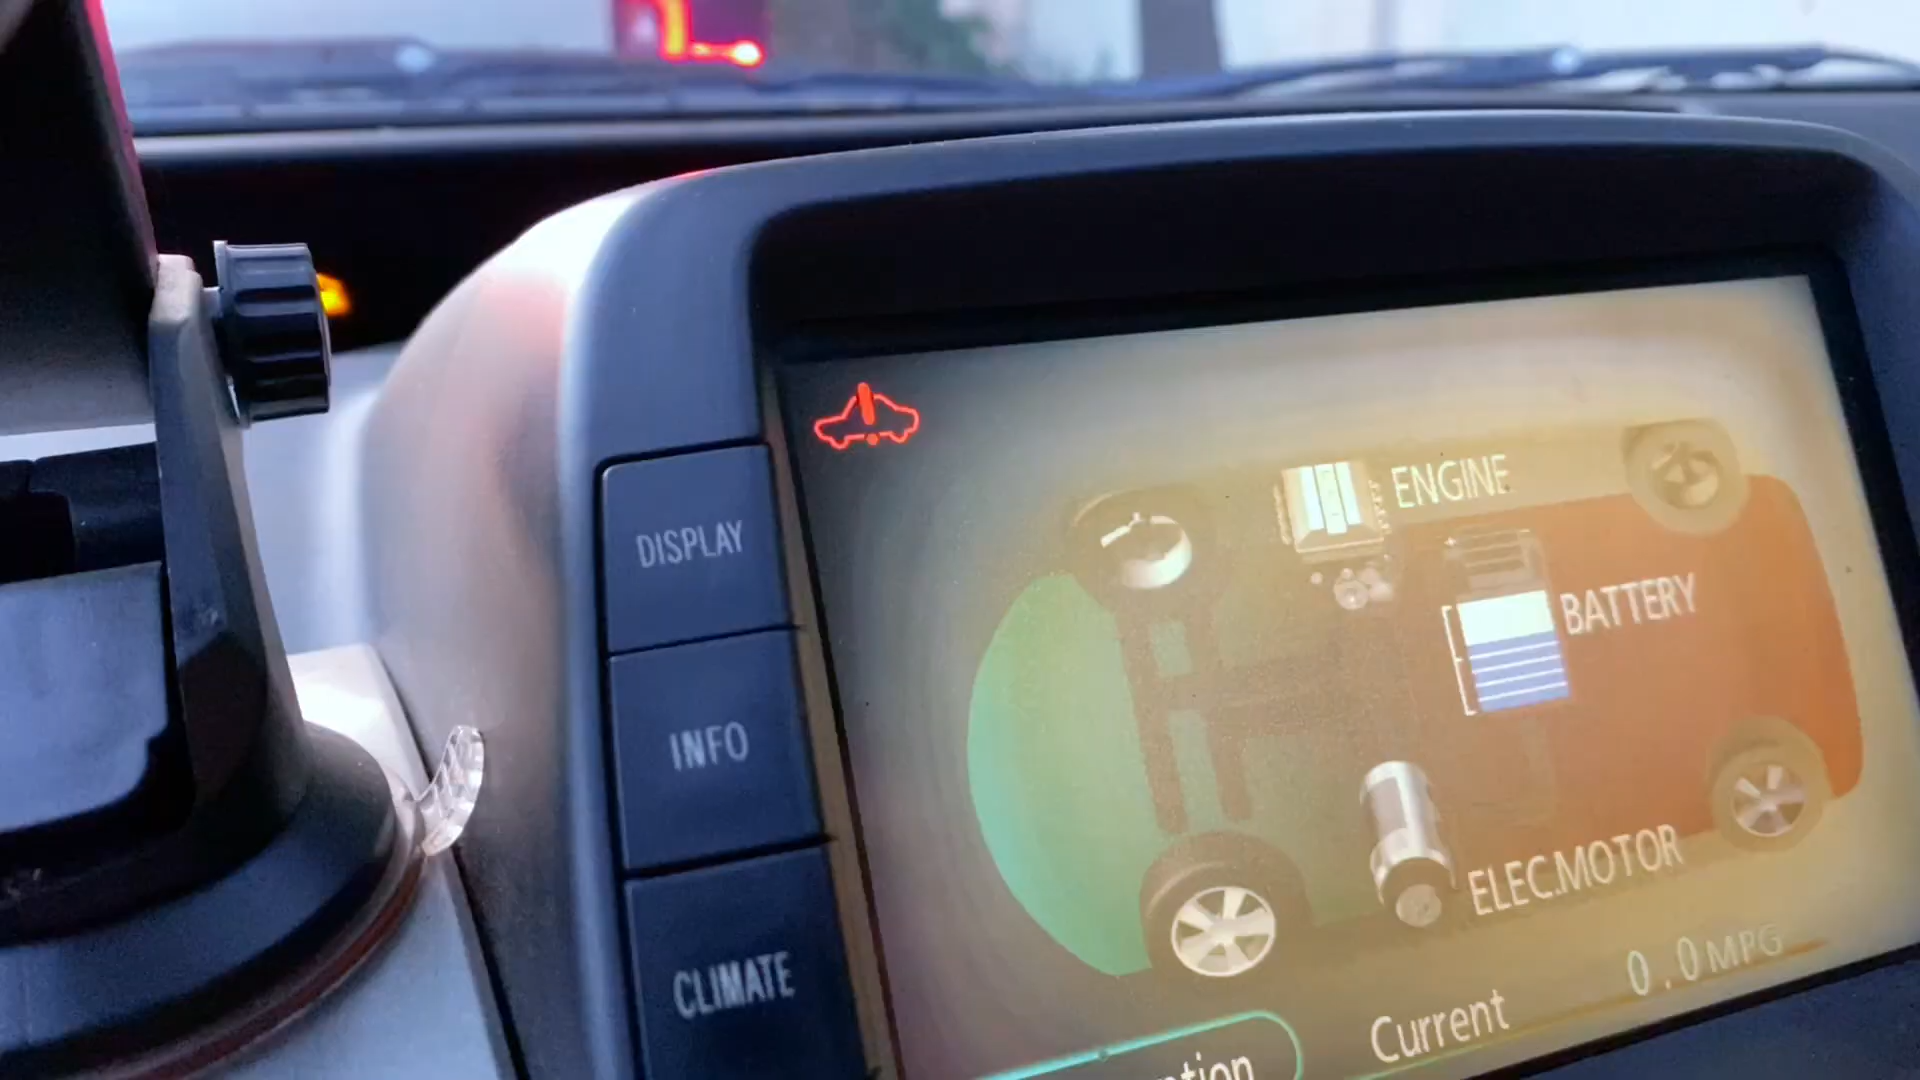 DISPLAY
INFO
CLIMATE
ENGINE
BATTERY
ELEC.MOTOR
0.0 MPG
Current